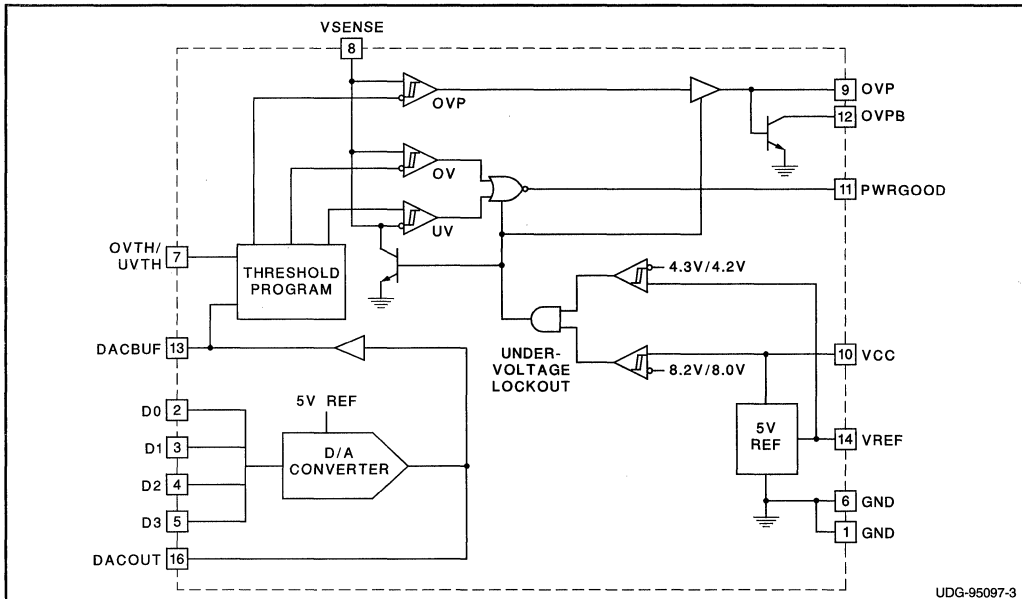 VSENSE
8
OVP
9 OVP
12 OVPB
OV
11 PWRGOOD
UV
OVTH/
UVTH
7
THRESHOLD
PROGRAM
4.3V/4.2V
DACBUF 13
UNDER-
VOLTAGE
LOCKOUT
10 VCC
8.2V/8.0V
D0 2
5V REF
D1 3
D/A
CONVERTER
5V
REF
14 VREF
D2 4
D3 5
6 GND
1 GND
DACOUT 16
UDG-95097-3